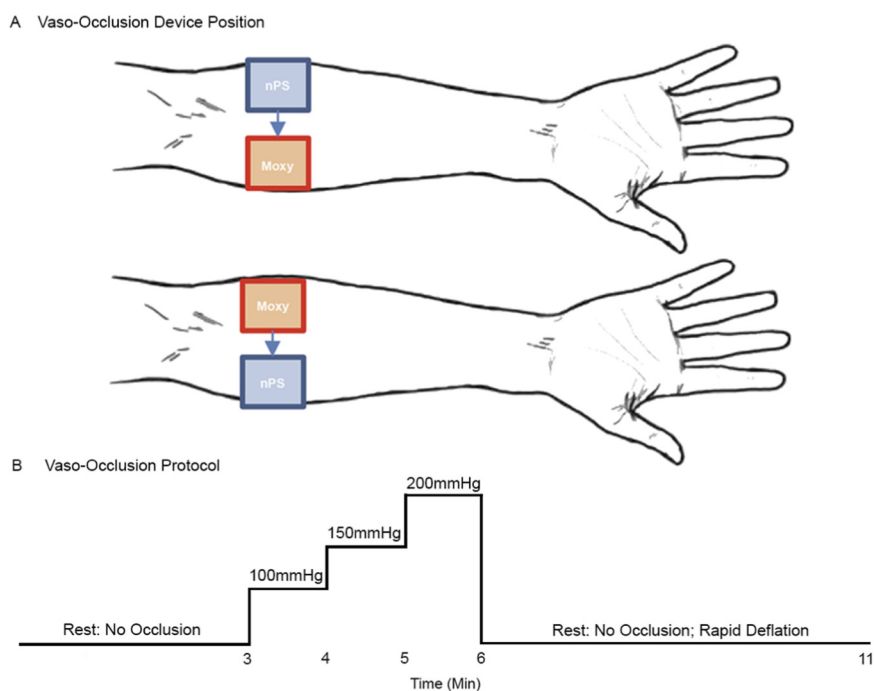 A Vaso-Occlusion Device Position
nPS
Moxy
Moxy
nPS
B Vaso-Occlusion Protocol
200mmHg
150mmHg
100mmHg
Rest: No Occlusion
Rest: No Occlusion; Rapid Deflation
3 4 5 6 11
Time (Min)